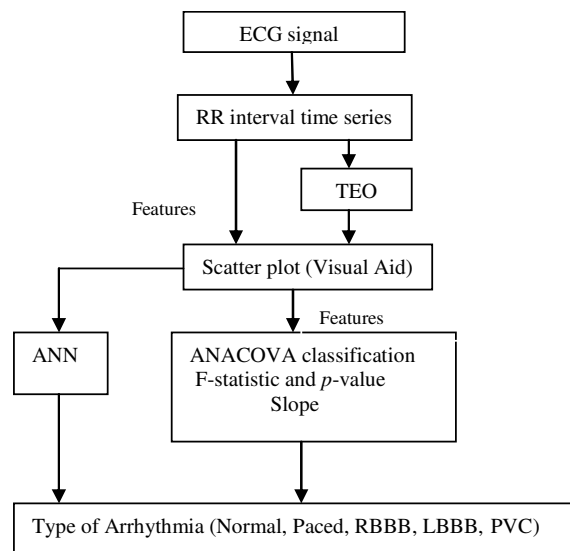 ECG signal
RR interval time series
TEO
Features
Scatter plot (Visual Aid)
Features
ANN
ANACOVA classification
F-statistic and p-value
Slope
Type of Arrhythmia (Normal, Paced, RBBB, LBBB, PVC)